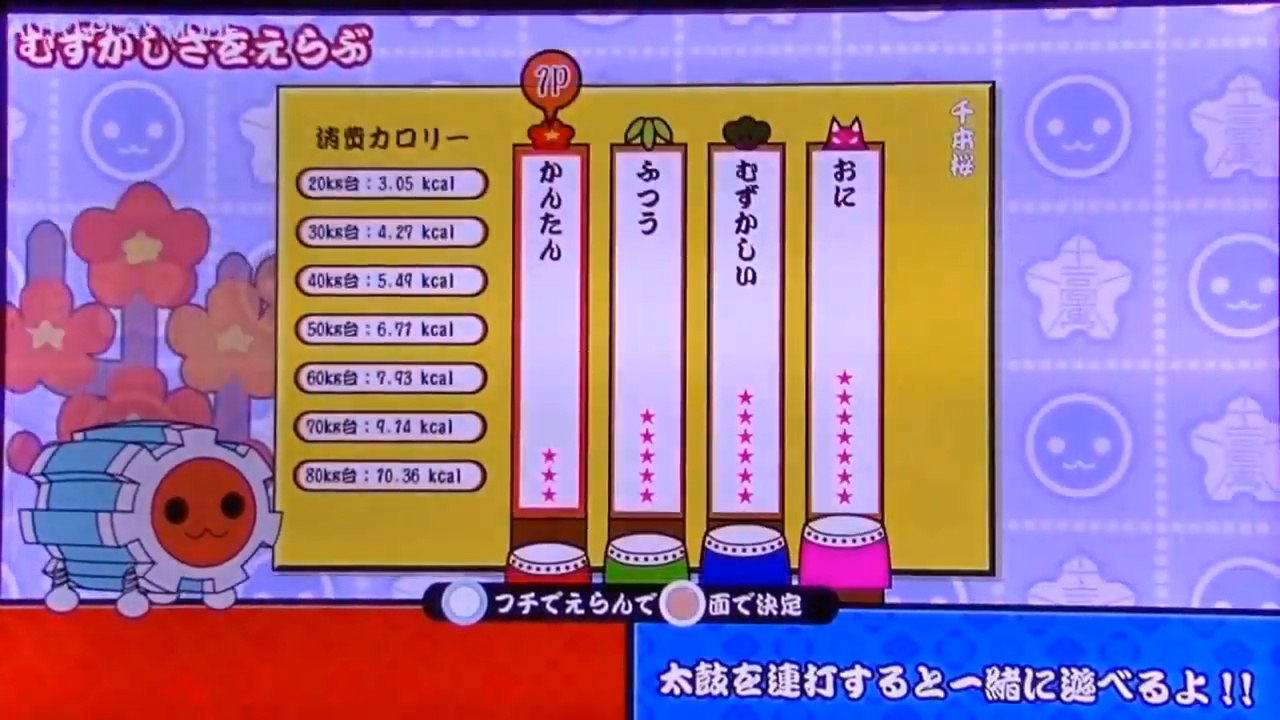 AUTO PLAY MODE
むずかしさをえらぶ
1P
千本桜
消費カロリー
20kg台：3.05 kcal
30kg台：4.27 kcal
40kg台：5.49 kcal
50kg台：6.71 kcal
60kg台：7.93 kcal
70kg台：9.14 kcal
80kg台：10.36 kcal
かんたん
ふつう
むずかしい
おに
フチでえらんで 面で決定
太鼓を連打すると一緒に遊べるよ！！